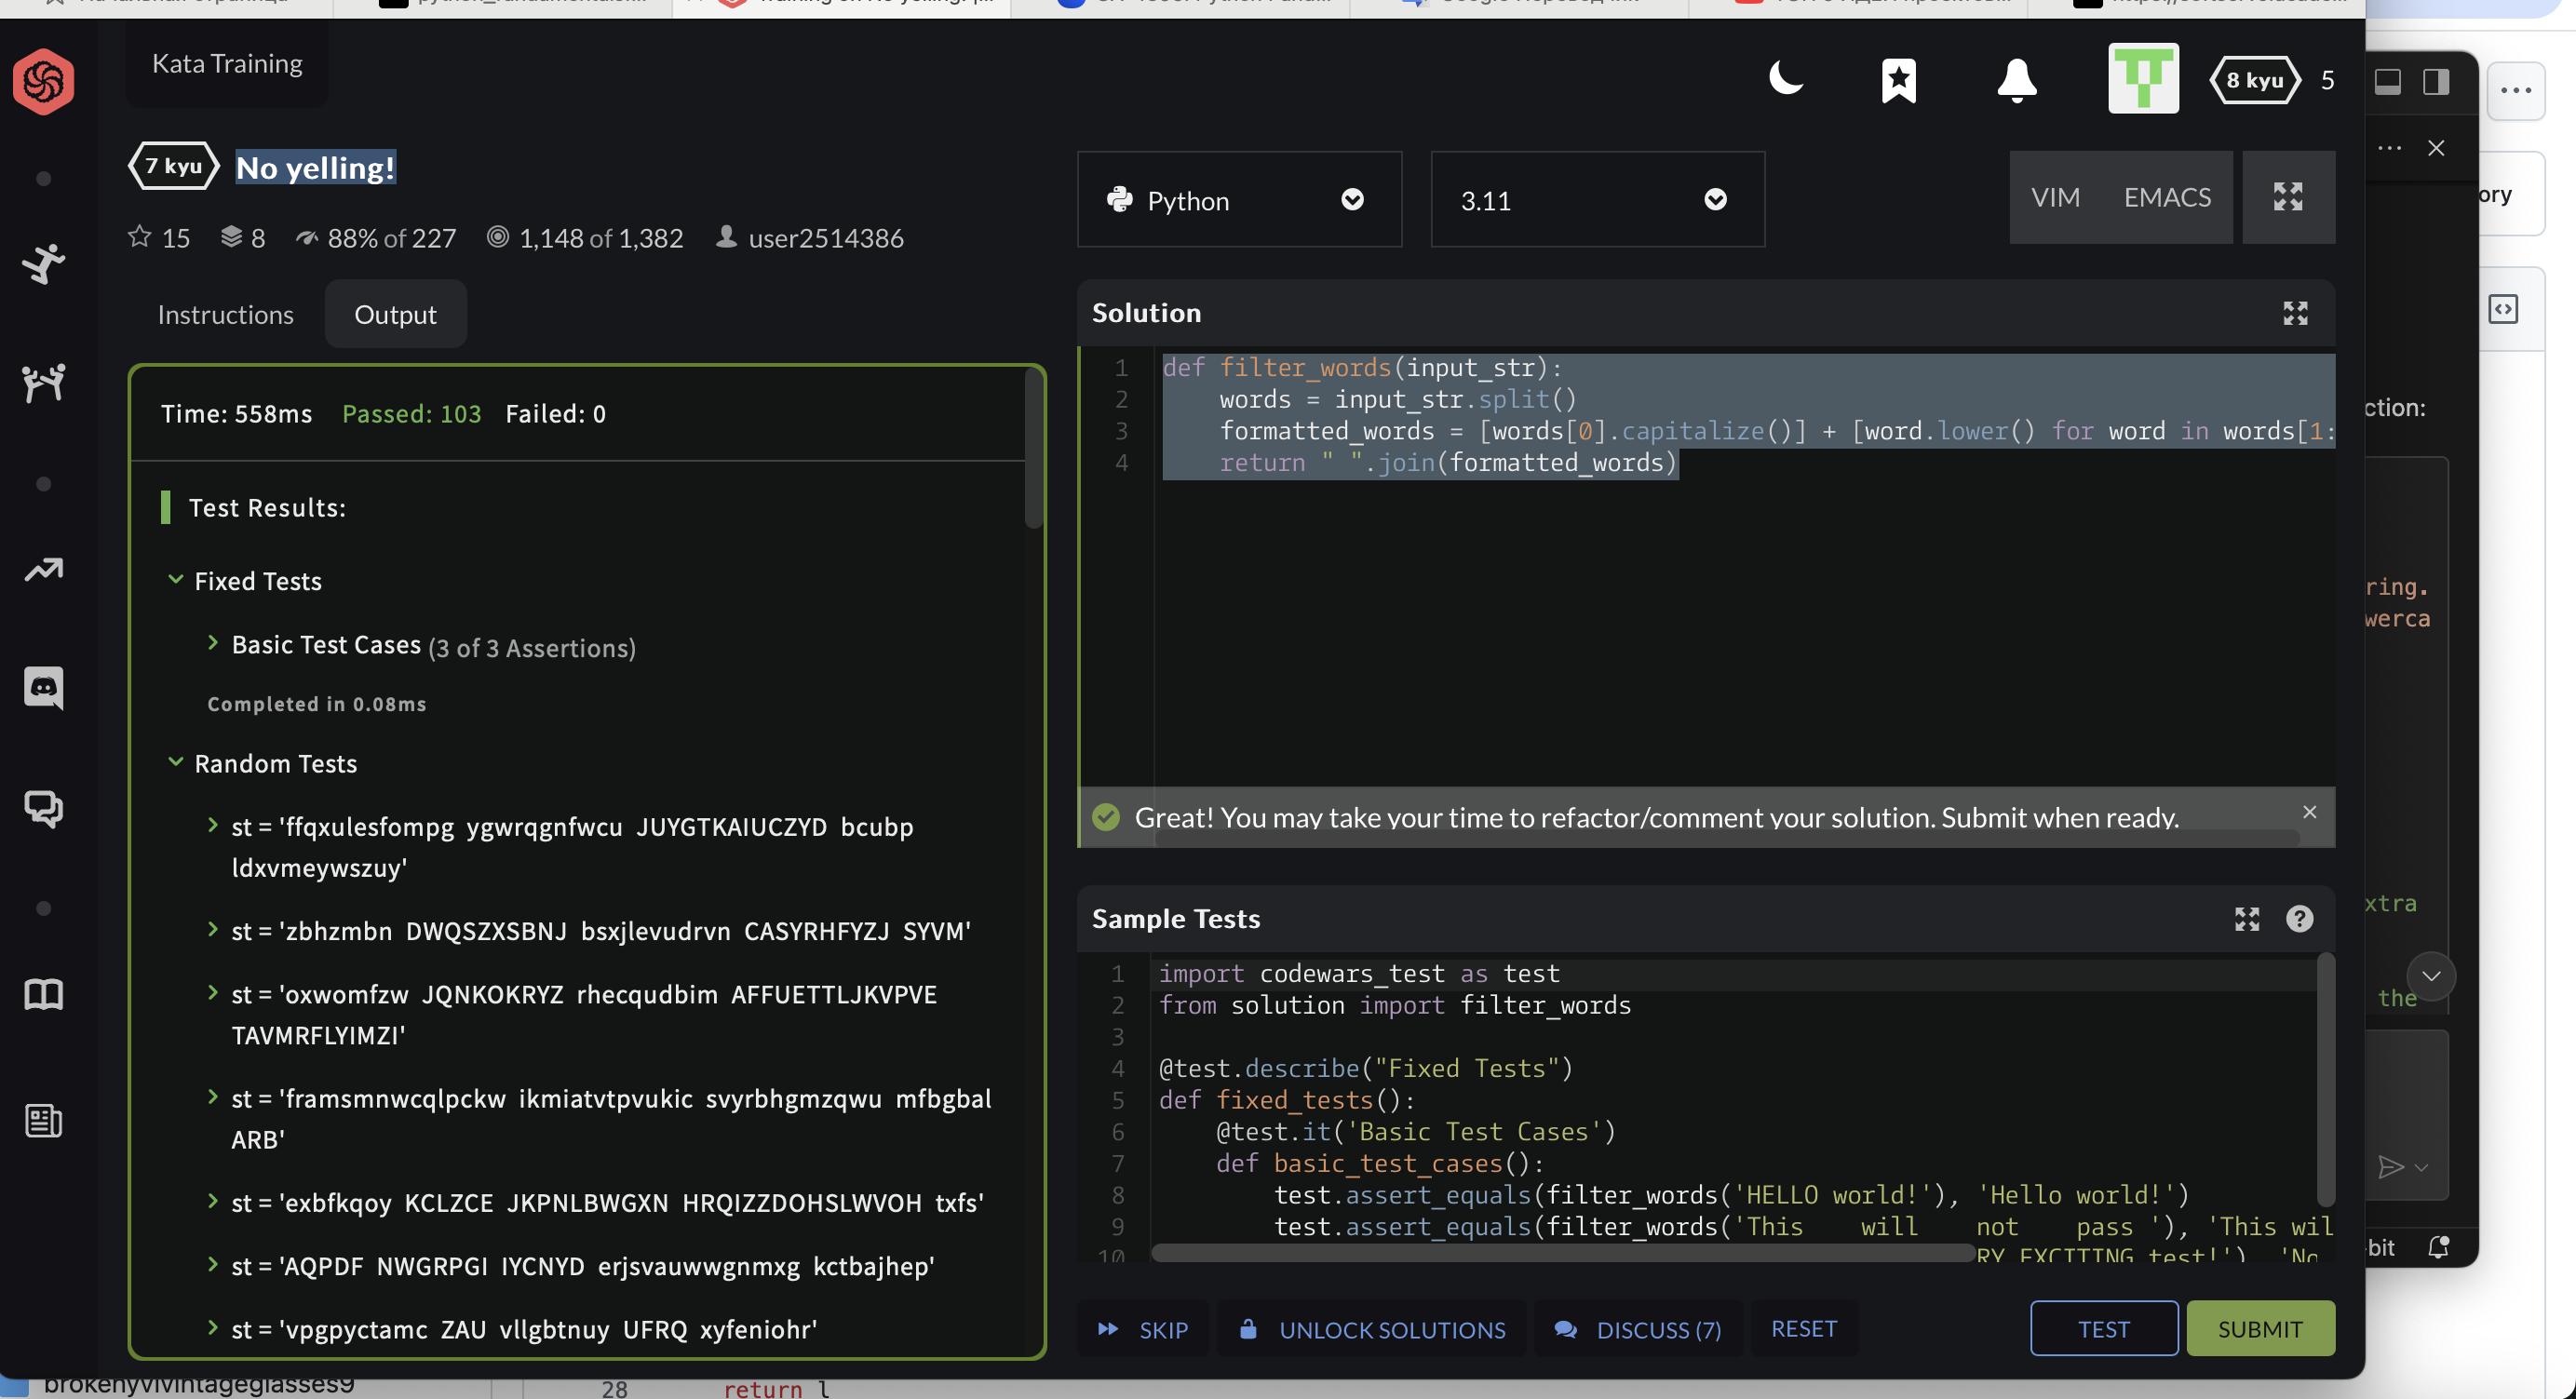 Kata Training
8 kyu 5
7 kyu No yelling!
15 8 88% of 227 1,148 of 1,382 user2514386
Instructions Output
Time: 558ms Passed: 103 Failed: 0
Test Results:
Fixed Tests
Basic Test Cases (3 of 3 Assertions)
Completed in 0.08ms
Random Tests
st = 'ffqxulesfompg ygwrqgnfwcu JUYGTKAIUCZYD bcubp
ldxvmeywszuy'
st = 'zbhzmbn DWQSZXSBNJ bsxjlevudrvn CASYRHFYZJ SYVM'
st = 'oxwomfzw JQNKOKRYZ rhecqudbim AFFUETTLJKVPVE
TAVMRFLYIMZI'
st = 'framsmnwcqlpckw ikmiatvtpvukic svyrbhgmzqwu mfbgbal
ARB'
st = 'exbfkqoy KCLZCE JKPNLBWGXN HRQIZZDOHSLWVOH txfs'
st = 'AQPDF NWGRPGI IYCNYD erjsvauwwgnmxg kctbajhep'
st = 'vpgpyctamc ZAU vllgbtnuy UFRQ xyfeniohr'
Python 3.11 VIM EMACS
Solution
1 def filter_words(input_str):
2 words = input_str.split()
3 formatted_words = [words[0].capitalize()] + [word.lower() for word in words[1:
4 return " ".join(formatted_words)
Great! You may take your time to refactor/comment your solution. Submit when ready.
Sample Tests
1 import codewars_test as test
2 from solution import filter_words
3
4 @test.describe("Fixed Tests")
5 def fixed_tests():
6 @test.it('Basic Test Cases')
7 def basic_test_cases():
8 test.assert_equals(filter_words('HELLO world!'), 'Hello world!')
9 test.assert_equals(filter_words('This    will    not    pass '), 'This wil
10 RY EXCITING test!'), 'No
SKIP UNLOCK SOLUTIONS DISCUSS (7) RESET TEST SUBMIT
ory
ction:
ring.
werca
xtra
the
bit
brokenyvivintageglasses9
28 return l